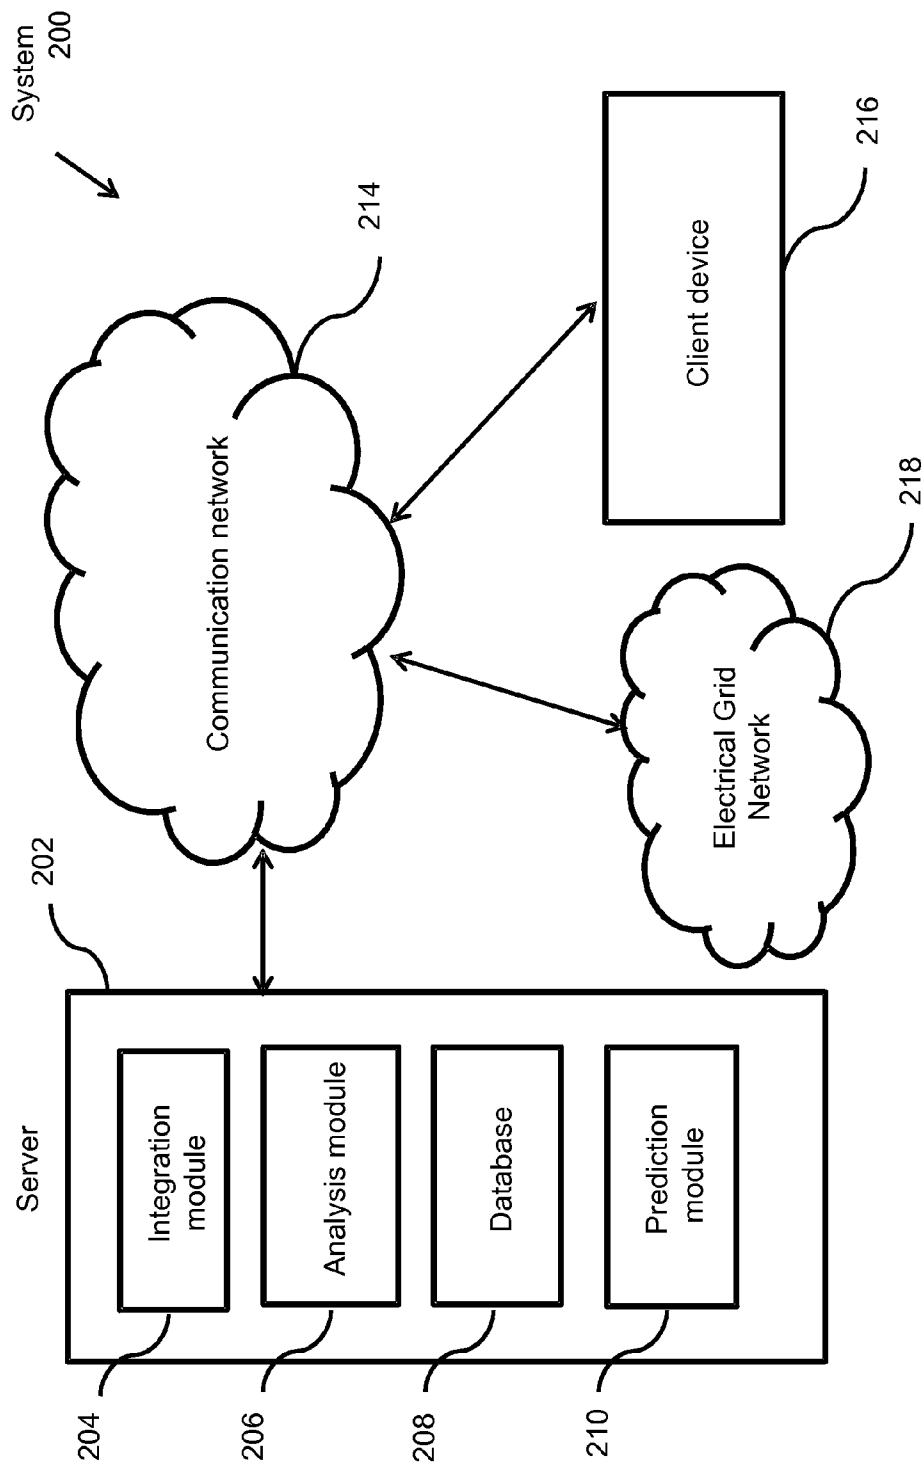 System
200
Server
202
Integration
module
204
Analysis module
206
Database
208
Prediction
module
210
Communication network
214
Client device
216
Electrical Grid
Network
218